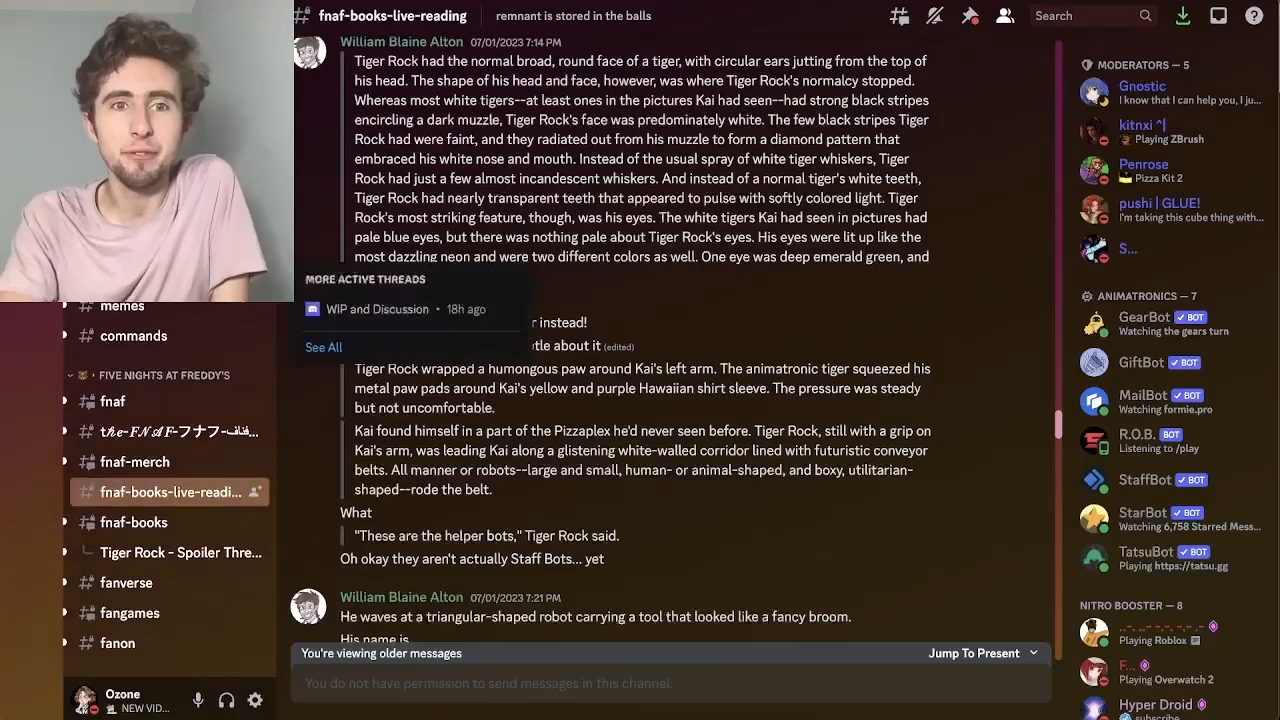 fnaf-books-live-reading
remnant is stored in the balls
Search
William Blaine Alton 07/01/2023 7:14 PM
Tiger Rock had the normal broad, round face of a tiger, with circular ears jutting from the top of
his head. The shape of his head and face, however, was where Tiger Rock's normalcy stopped.
Whereas most white tigers--at least ones in the pictures Kai had seen--had strong black stripes
encircling a dark muzzle, Tiger Rock's face was predominately white. The few black stripes Tiger
Rock had were faint, and they radiated out from his muzzle to form a diamond pattern that
embraced his white nose and mouth. Instead of the usual spray of white tiger whiskers, Tiger
Rock had just a few almost incandescent whiskers. And instead of a normal tiger's white teeth,
Tiger Rock had nearly transparent teeth that appeared to pulse with softly colored light. Tiger
Rock's most striking feature, though, was his eyes. The white tigers Kai had seen in pictures had
pale blue eyes, but there was nothing pale about Tiger Rock's eyes. His eyes were lit up like the
most dazzling neon and were two different colors as well. One eye was deep emerald green, and
MORE ACTIVE THREADS
WIP and Discussion • 18h ago
See All
r instead!
tle about it (edited)
Tiger Rock wrapped a humongous paw around Kai's left arm. The animatronic tiger squeezed his
metal paw pads around Kai's yellow and purple Hawaiian shirt sleeve. The pressure was steady
but not uncomfortable.
Kai found himself in a part of the Pizzaplex he'd never seen before. Tiger Rock, still with a grip on
Kai's arm, was leading Kai along a glistening white-walled corridor lined with futuristic conveyor
belts. All manner or robots--large and small, human- or animal-shaped, and boxy, utilitarian-
shaped--rode the belt.
What
"These are the helper bots," Tiger Rock said.
Oh okay they aren't actually Staff Bots... yet
William Blaine Alton 07/01/2023 7:21 PM
He waves at a triangular-shaped robot carrying a tool that looked like a fancy broom.
His name is
You're viewing older messages
Jump To Present
You do not have permission to send messages in this channel.
memes
commands
FIVE NIGHTS AT FREDDY'S
fnaf
fnaf-merch
fnaf-books-live-readi...
fnaf-books
Tiger Rock - Spoiler Thre...
fanverse
fangames
fanon
Ozone
NEW VID...
MODERATORS — 5
Gnostic
I know that I can help you, I ju...
kitnxi ^|
Playing ZBrush
Penrose
Pizza Kit 2
pushi | GLUE!
I'm taking this cube thing with...
S...
ANIMATRONICS — 7
GearBot ✓ BOT
Watching the gears turn
GiftBot ✓ BOT
MailBot ✓ BOT
Watching formie.pro
R.O.B. BOT
Listening to /play
StaffBot ✓ BOT
StarBot ✓ BOT
Watching 6,758 Starred Mess...
TatsuBot ✓ BOT
Playing https://tatsu.gg
NITRO BOOSTER — 8
Playing Roblox
F...
Playing Overwatch 2
Hyper Droid
subscribe